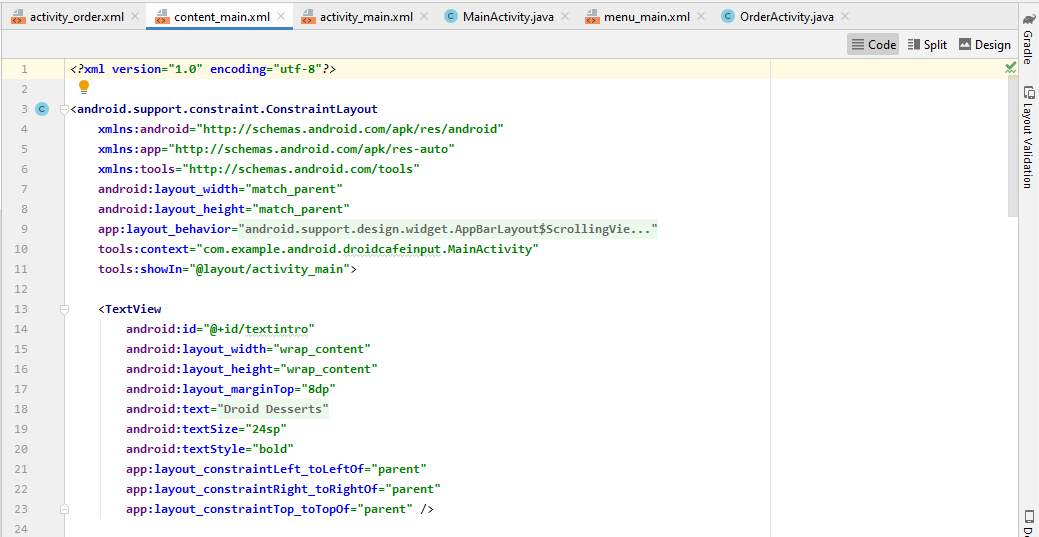 activity_order.xml content_main.xml activity_main.xml MainActivity.java menu_main.xml OrderActivity.java
Code Split Design
1 <?xml version="1.0" encoding="utf-8"?>
2
3 <android.support.constraint.ConstraintLayout
4 xmlns:android="http://schemas.android.com/apk/res/android"
5 xmlns:app="http://schemas.android.com/apk/res-auto"
6 xmlns:tools="http://schemas.android.com/tools"
7 android:layout_width="match_parent"
8 android:layout_height="match_parent"
9 app:layout_behavior="android.support.design.widget.AppBarLayout$ScrollingVie..."
10 tools:context="com.example.android.droidcafeinput.MainActivity"
11 tools:showIn="@layout/activity_main">
12
13 <TextView
14 android:id="@+id/textintro"
15 android:layout_width="wrap_content"
16 android:layout_height="wrap_content"
17 android:layout_marginTop="8dp"
18 android:text="Droid Desserts"
19 android:textSize="24sp"
20 android:textStyle="bold"
21 app:layout_constraintLeft_toLeftOf="parent"
22 app:layout_constraintRight_toRightOf="parent"
23 app:layout_constraintTop_toTopOf="parent" />
24
Gradle
Layout Validation